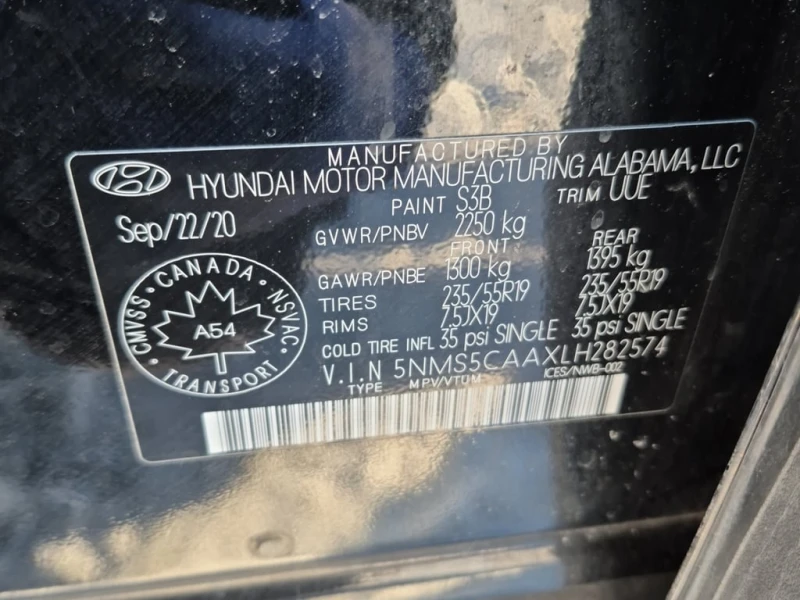 MANUFACTURED BY
HYUNDAI MOTOR MANUFACTURING ALABAMA, LLC
Sep/22/20
PAINT S3B TRIM UUE
GVWR/PNBV 2250 kg
FRONT REAR
GAWR/PNBE 1300 kg 1395 kg
TIRES 235/55R19 235/55R19
RIMS 7.5JX19 7.5JX19
COLD TIRE INFL 35 psi SINGLE 35 psi SINGLE
V.I.N 5NMS5CAAXLH282574
TYPE MPV/VTUM ICES/NWB-002
CMVSS • CANADA • NSVAC • TRANSPORT •
A54